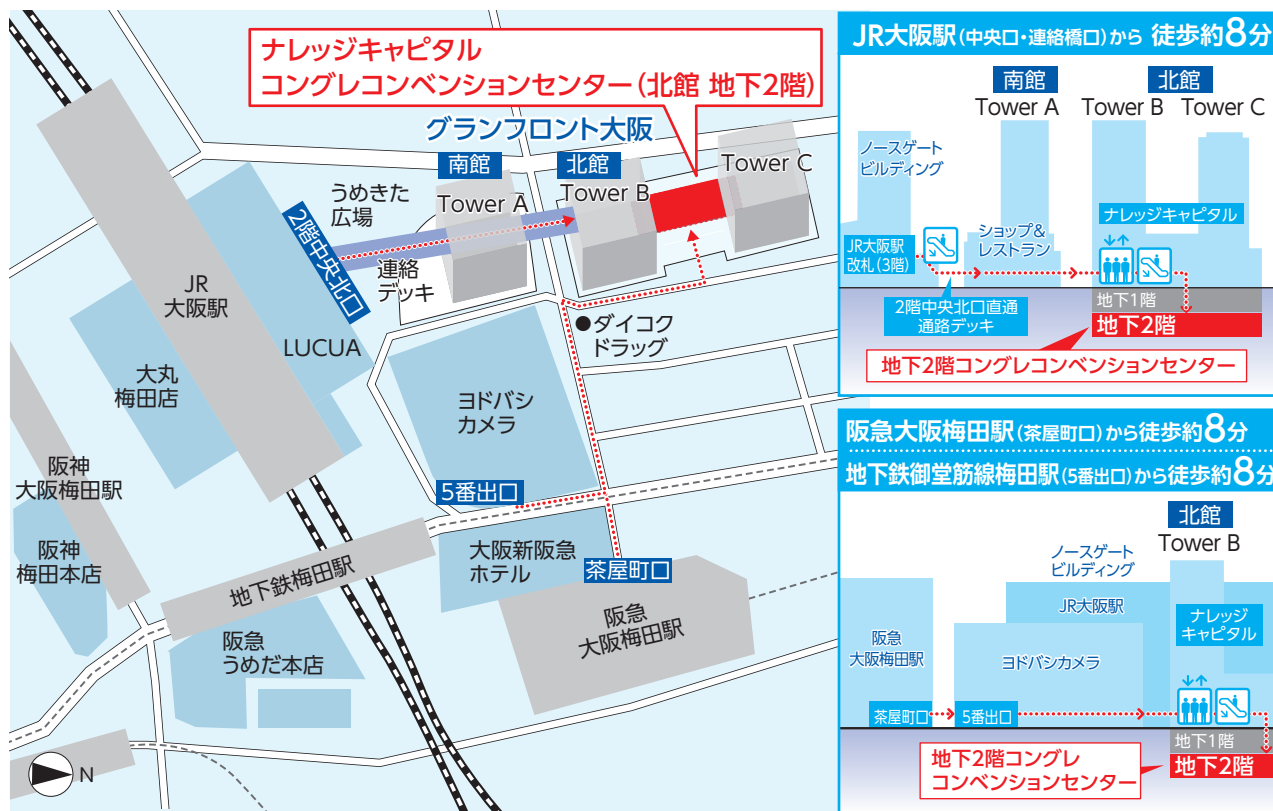 ナレッジキャピタル
コングレコンベンションセンター(北館 地下2階)
グランフロント大阪
南館
Tower A
北館
Tower B
Tower C
うめきた
広場
2階中央北口
連絡
デッキ
JR
大阪駅
LUCUA
●ダイコク
ドラッグ
大丸
梅田店
ヨドバシ
カメラ
阪神
大阪梅田駅
5番出口
阪神
梅田本店
地下鉄梅田駅
大阪新阪急
ホテル
茶屋町口
阪急
大阪梅田駅
阪急
うめだ本店
N
JR大阪駅(中央口・連絡橋口)から 徒歩約8分
南館
Tower A
北館
Tower B
Tower C
ノースゲート
ビルディング
ナレッジキャピタル
ショップ&
レストラン
JR大阪駅
改札(3階)
2階中央北口直通
通路デッキ
地下1階
地下2階
地下2階コングレコンベンションセンター
阪急大阪梅田駅(茶屋町口)から徒歩約8分
地下鉄御堂筋線梅田駅(5番出口)から徒歩約8分
北館
Tower B
ノースゲート
ビルディング
JR大阪駅
ナレッジ
キャピタル
阪急
大阪梅田駅
ヨドバシカメラ
茶屋町口
5番出口
地下1階
地下2階
地下2階コングレ
コンベンションセンター